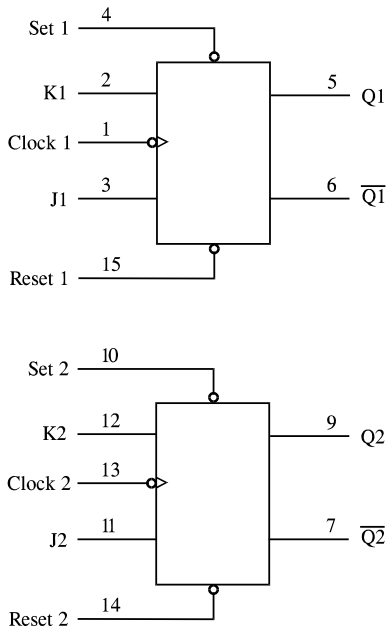 4
Set 1
2
K1
5
Q1
1
Clock 1
3
J1
6
Q1
15
Reset 1
10
Set 2
12
K2
9
Q2
13
Clock 2
11
J2
7
Q2
14
Reset 2